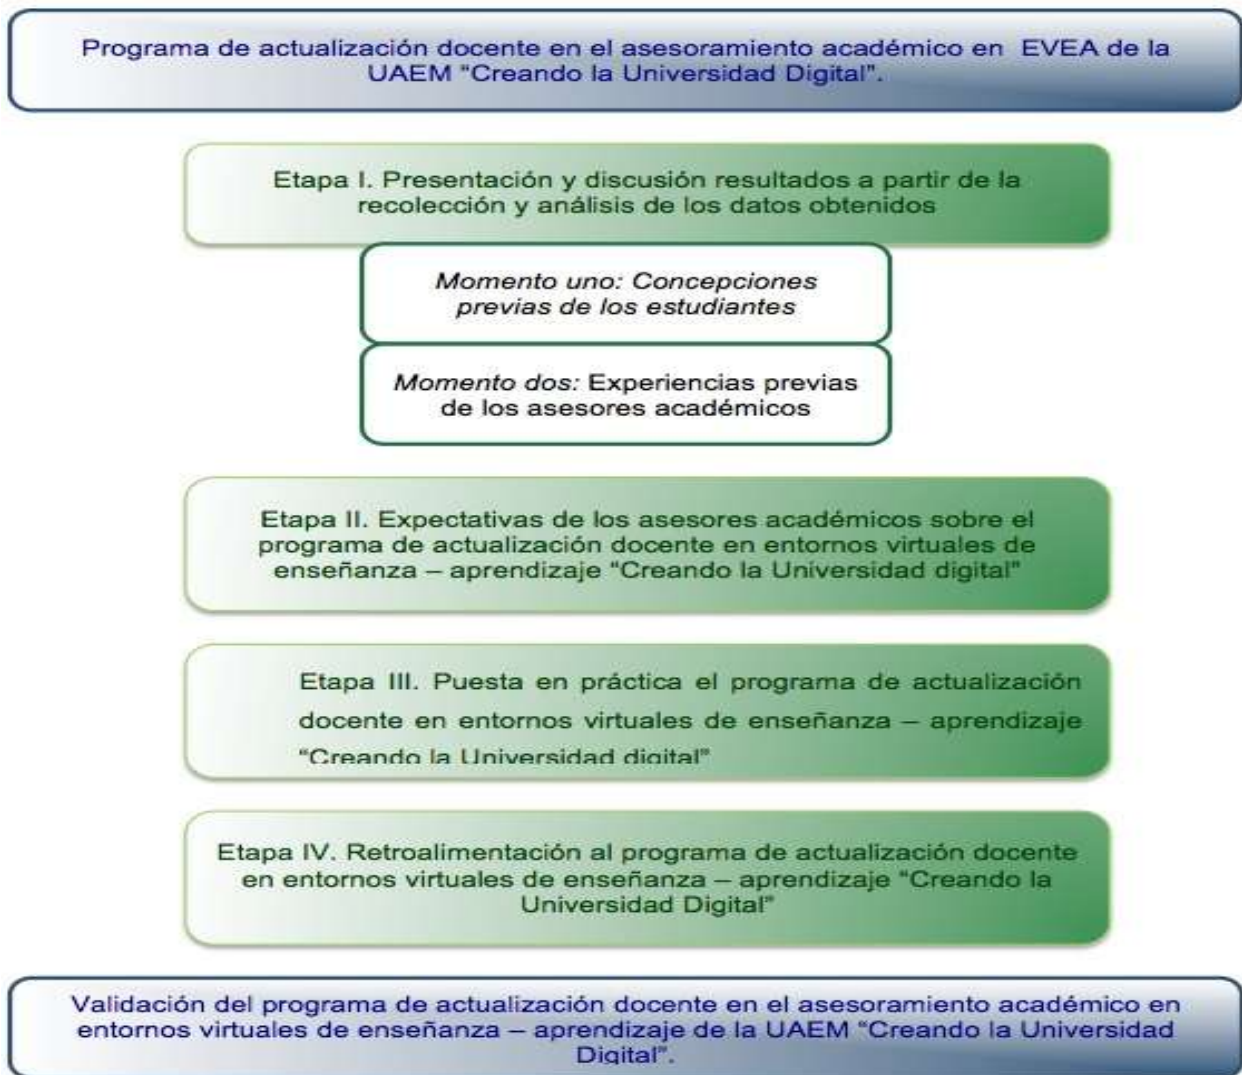 Programa de actualización docente en el asesoramiento académico en EVEA de la
UAEM “Creando la Universidad Digital”.
Etapa I. Presentación y discusión resultados a partir de la
recolección y análisis de los datos obtenidos
Momento uno: Concepciones
previas de los estudiantes
Momento dos: Experiencias previas
de los asesores académicos
Etapa II. Expectativas de los asesores académicos sobre el
programa de actualización docente en entornos virtuales de
enseñanza – aprendizaje “Creando la Universidad digital”
Etapa III. Puesta en práctica el programa de actualización
docente en entornos virtuales de enseñanza – aprendizaje
“Creando la Universidad digital”
Etapa IV. Retroalimentación al programa de actualización docente
en entornos virtuales de enseñanza – aprendizaje “Creando la
Universidad Digital”
Validación del programa de actualización docente en el asesoramiento académico en
entornos virtuales de enseñanza – aprendizaje de la UAEM “Creando la Universidad
Digital”.